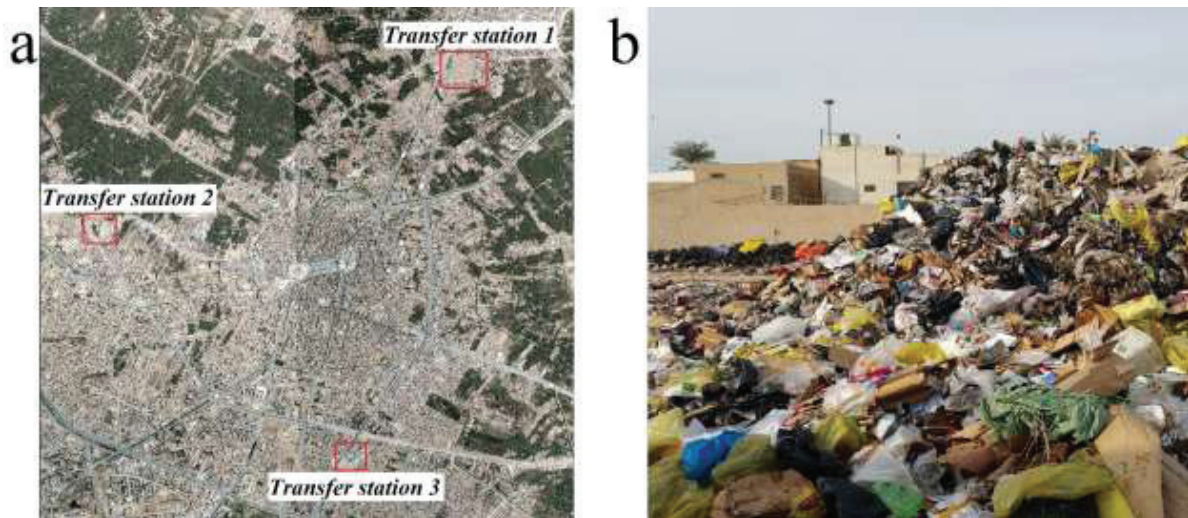 a
Transfer station 1
Transfer station 2
Transfer station 3
b